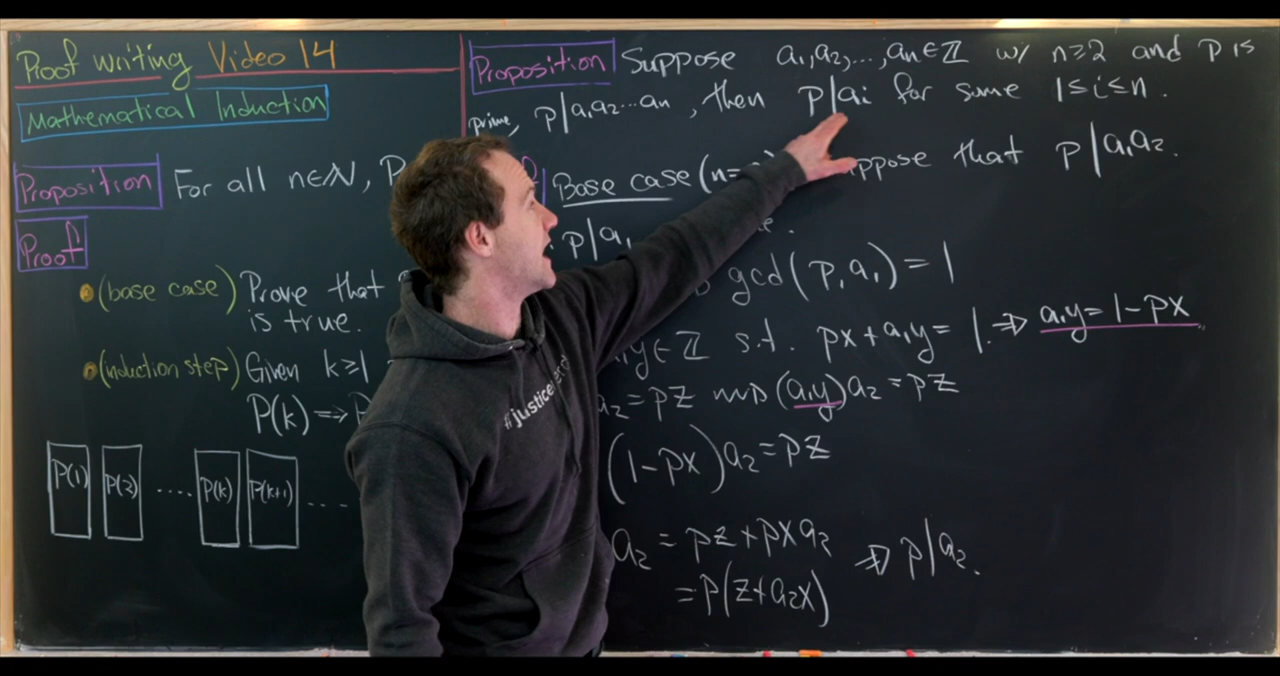 Proof writing Video 14
Mathematical Induction
Proposition For all n∈ℕ, P
Proof
(base case) Prove that
is true.
(induction step) Given k≥1
P(k) ⟹ P
P(1) P(2) .... P(k) P(k+1) ....
Proposition Suppose a₁,a₂,...,aₙ∈ℤ w/ n≥2 and p is
prime, p|a₁a₂...aₙ, then p|aᵢ for some 1≤i≤n.
Base case (n= uppose that p|a₁a₂.
p|a₁,
gcd(p,a₁)=1
,y∈ℤ s.t. px+a₁y=1. ⟹ a₁y=1-px
a₂=pz ⇝ (a₁y)a₂=pz
(1-px)a₂=pz
a₂=pz+pxa₂ ⟹ p|a₂.
=p(z+a₂x)
#justice